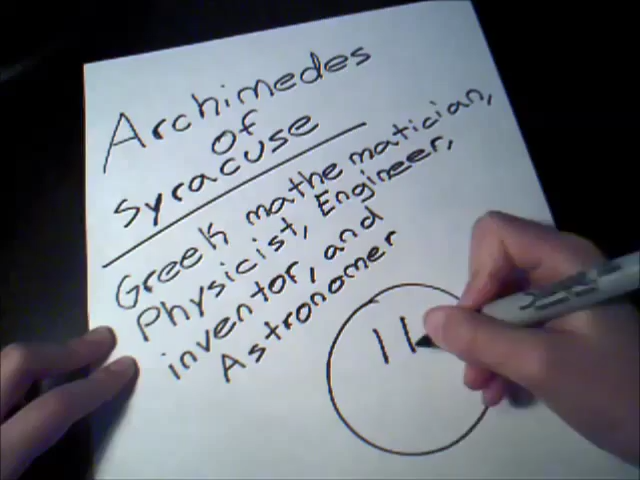 Archimedes
of
Syracuse
Greek mathematician,
Physicist, Engineer,
inventor, and
Astronomer